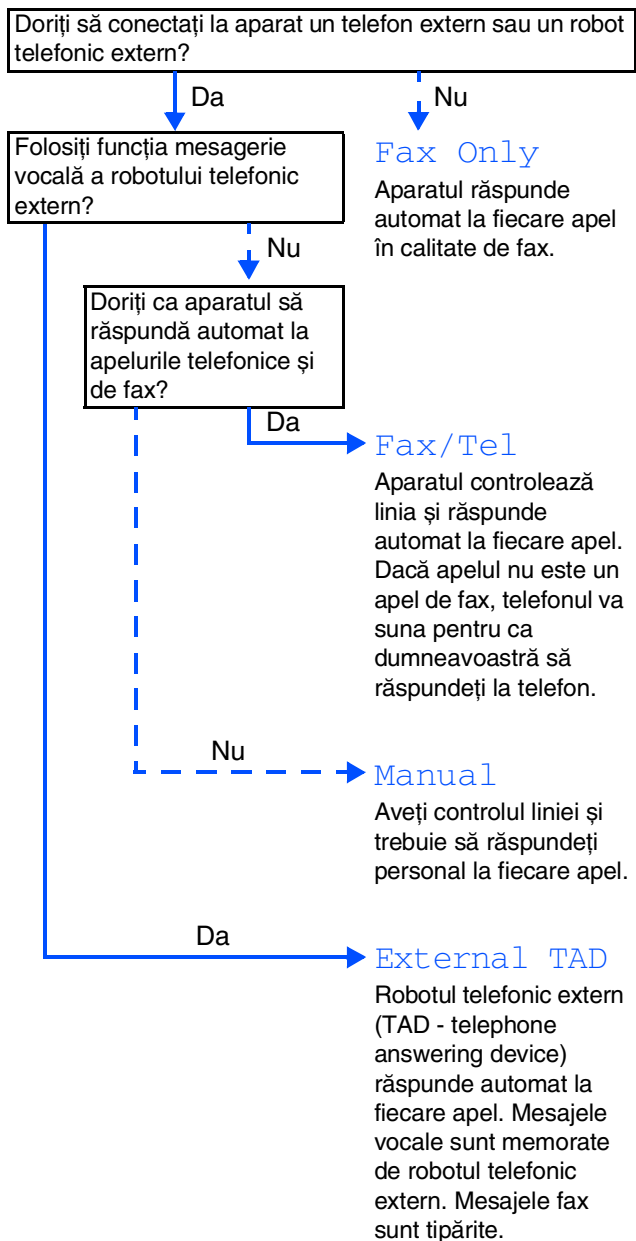 Doriți să conectați la aparat un telefon extern sau un robot
telefonic extern?
Da
Nu
Folosiți funcția mesagerie
vocală a robotului telefonic
extern?
Fax Only
Aparatul răspunde
automat la fiecare apel
în calitate de fax.
Nu
Doriți ca aparatul să
răspundă automat la
apelurile telefonice și
de fax?
Da
Fax/Tel
Aparatul controlează
linia și răspunde
automat la fiecare apel.
Dacă apelul nu este un
apel de fax, telefonul va
suna pentru ca
dumneavoastră să
răspundeți la telefon.
Nu
Manual
Aveți controlul liniei și
trebuie să răspundeți
personal la fiecare apel.
Da
External TAD
Robotul telefonic extern
(TAD - telephone
answering device)
răspunde automat la
fiecare apel. Mesajele
vocale sunt memorate
de robotul telefonic
extern. Mesajele fax
sunt tipărite.